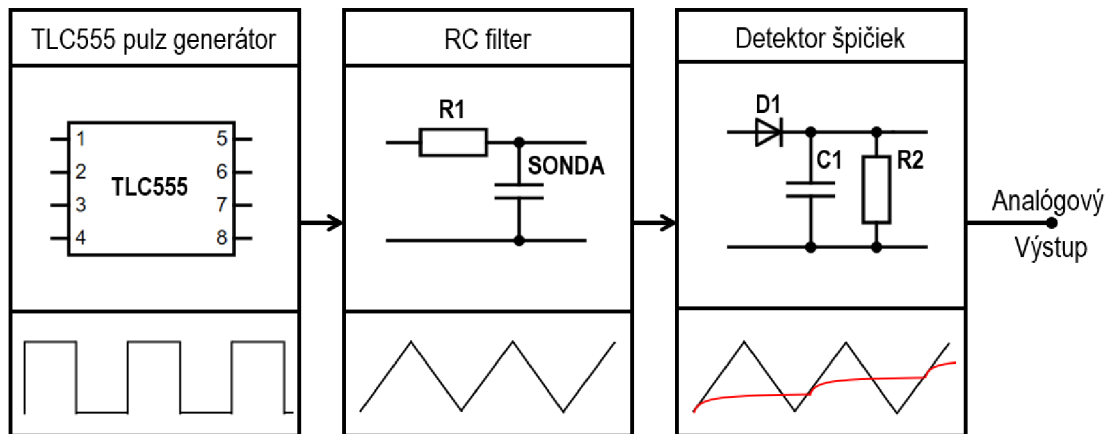 TLC555 pulz generátor
1 5
2 6
TLC555
3 7
4 8
RC filter
R1
SONDA
Detektor špičiek
D1
C1
R2
Analógový
Výstup